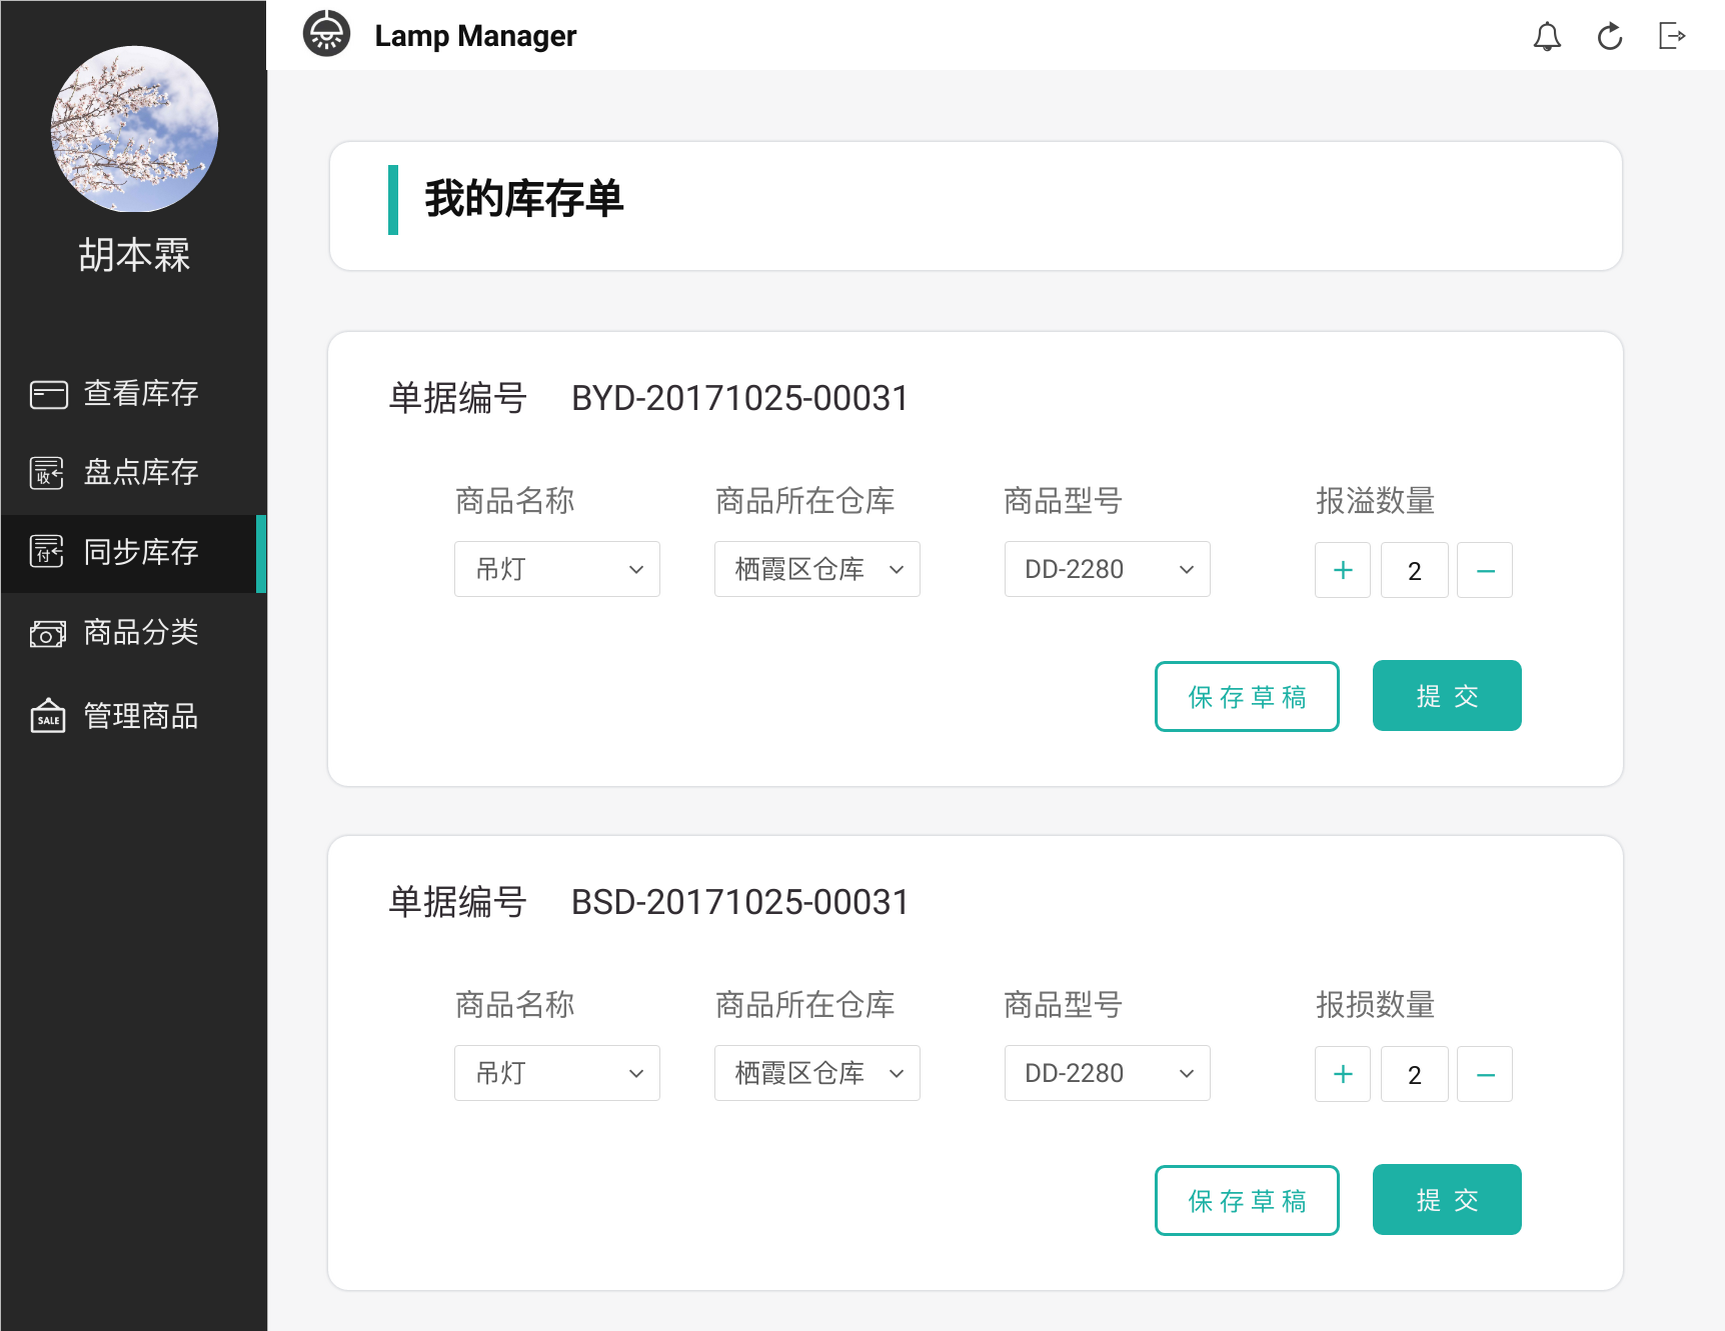 Lamp Manager
胡本霖
查看库存
收
盘点库存
付
同步库存
商品分类
SALE
管理商品
我的库存单
单据编号 BYD-20171025-00031
商品名称 商品所在仓库 商品型号 报溢数量
吊灯 栖霞区仓库 DD-2280 + 2 −
保存草稿 提交
单据编号 BSD-20171025-00031
商品名称 商品所在仓库 商品型号 报损数量
吊灯 栖霞区仓库 DD-2280 + 2 −
保存草稿 提交